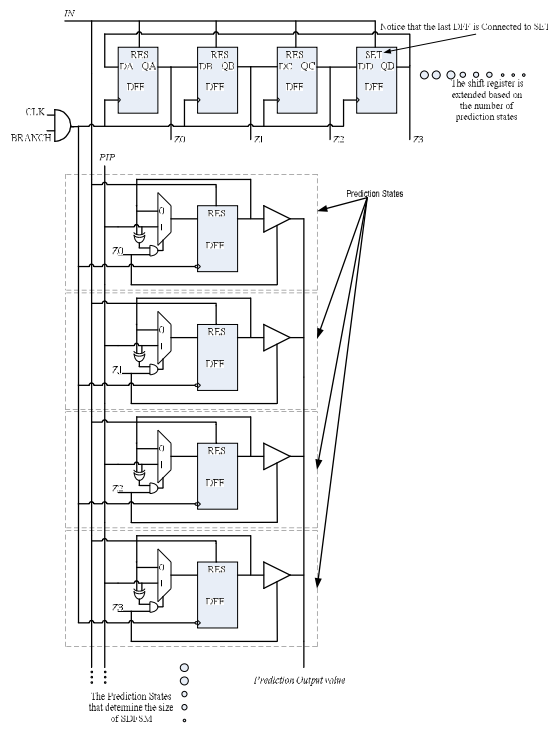 IN
Notice that the last DFF is Connected to SET
RES
DA QA
DFF
RES
DB QB
DFF
RES
DC QC
DFF
SET
DD QD
DFF
The shift register is
extended based on
the number of
prediction states
CLK
BRANCH
Z0
Z1
Z2
Z3
PIP
Prediction States
0
1
RES
DFF
Z0
0
1
RES
DFF
Z1
0
1
RES
DFF
Z2
0
1
RES
DFF
Z3
Prediction Output value
The Prediction States
that determine the size
of SDFSM